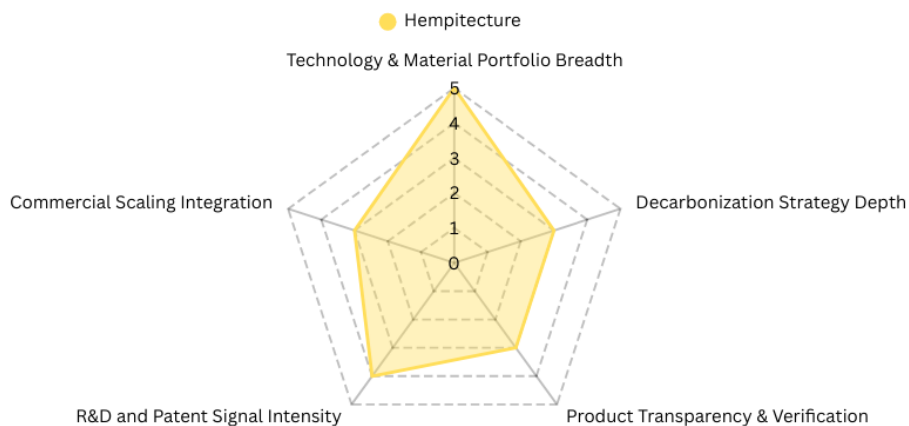 Hempitecture
Technology & Material Portfolio Breadth
5
4
3
2
1
0
Commercial Scaling Integration
Decarbonization Strategy Depth
R&D and Patent Signal Intensity
Product Transparency & Verification